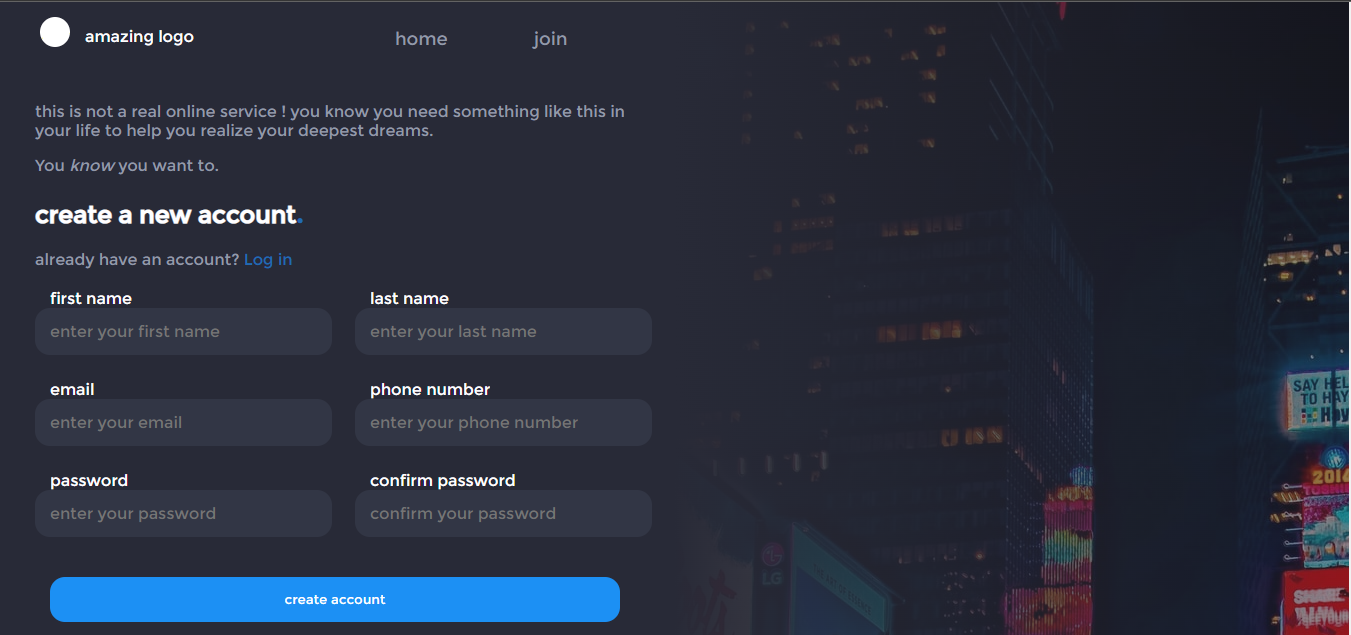 amazing logo
home
join
this is not a real online service ! you know you need something like this in
your life to help you realize your deepest dreams.
You know you want to.
create a new account.
already have an account? Log in
first name
last name
enter your first name
enter your last name
email
phone number
enter your email
enter your phone number
password
confirm password
enter your password
confirm your password
create account
SAY HEL
TO HAY
Hay
2014
TOSHIB
LG